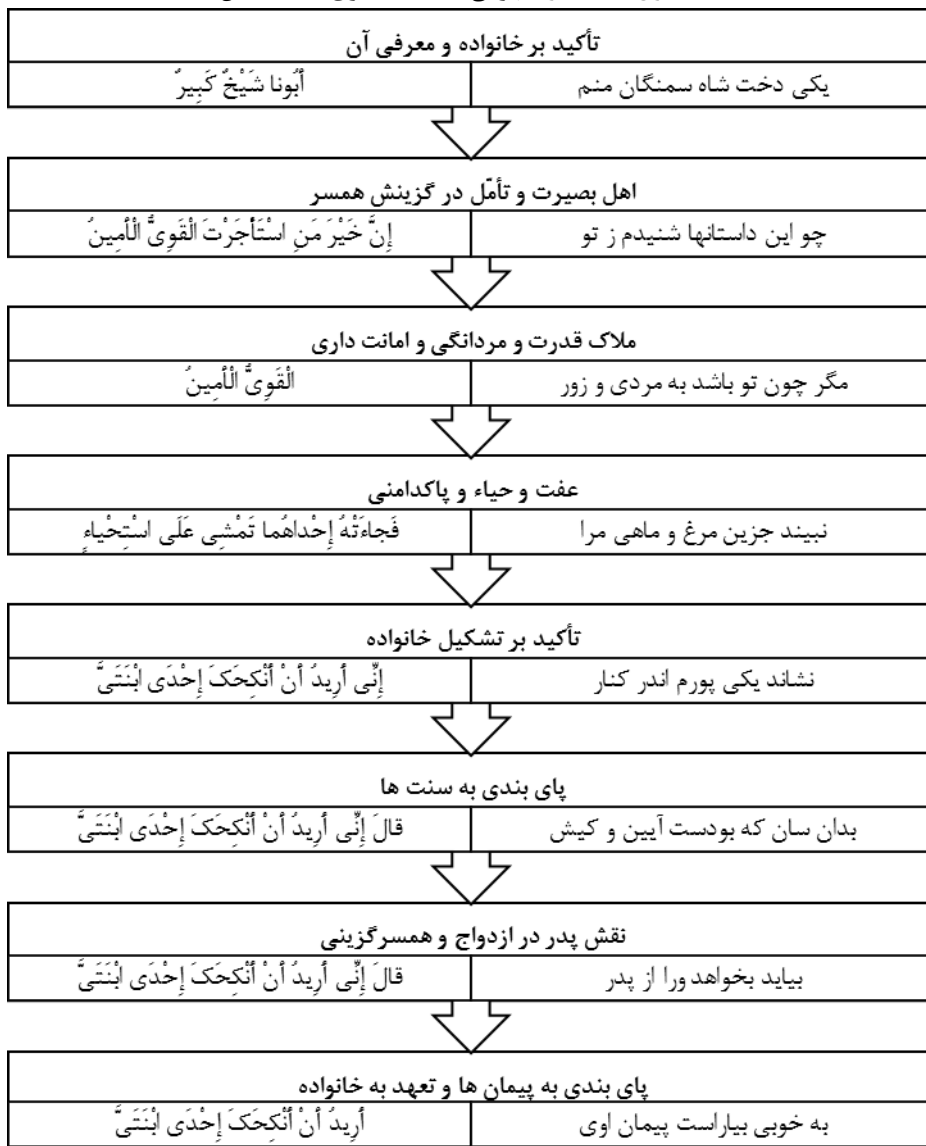 تأکید بر خانواده و معرفی آن
یکی دخت شاه سمنگان منم
أَبُونا شَيْخٌ كَبِيرٌ
اهل بصیرت و تأمّل در گزینش همسر
چو این داستانها شنیدم ز تو
إِنَّ خَيْرَ مَنِ اسْتَأْجَرْتَ الْقَوِيُّ الْأَمِينُ
ملاک قدرت و مردانگی و امانت داری
مگر چون تو باشد به مردی و زور
الْقَوِيُّ الْأَمِينُ
عفت و حیاء و پاکدامنی
نبیند جزین مرغ و ماهی مرا
فَجاءَتْهُ إِحْداهُما تَمْشِی عَلَی اسْتِحْیاءٍ
تأکید بر تشکیل خانواده
نشاند یکی پورم اندر کنار
إِنِّی أُرِیدُ أَنْ أُنْكِحَکَ إِحْدَی ابْنَتَیَّ
پای بندی به سنت ها
بدان سان که بودست آیین و کیش
قالَ إِنِّی أُرِیدُ أَنْ أُنْكِحَکَ إِحْدَی ابْنَتَیَّ
نقش پدر در ازدواج و همسرگزینی
بیاید بخواهد ورا از پدر
قالَ إِنِّی أُرِیدُ أَنْ أُنْكِحَکَ إِحْدَی ابْنَتَیَّ
پای بندی به پیمان ها و تعهد به خانواده
به خوبی بیاراست پیمان اوی
أُرِیدُ أَنْ أُنْكِحَکَ إِحْدَی ابْنَتَیَّ